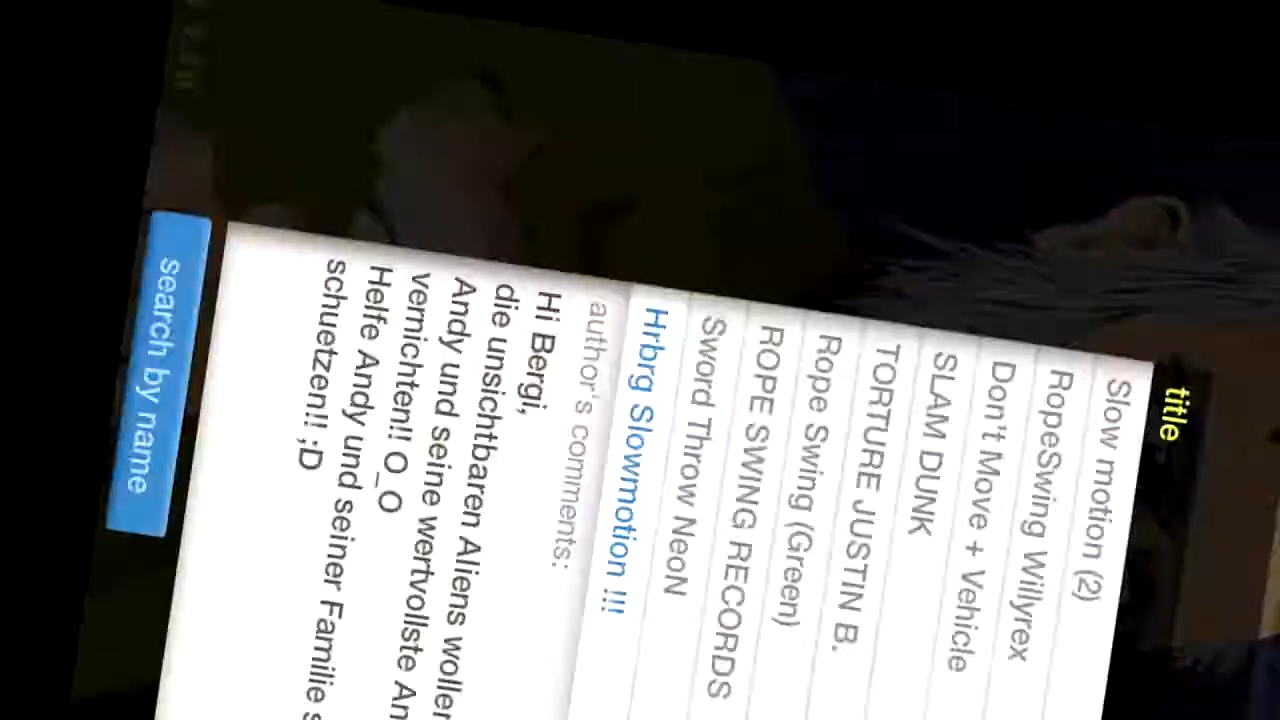 title
Slow motion (2)
RopeSwing Willyrex
Don't Move + Vehicle
SLAM DUNK
TORTURE JUSTIN B.
Rope Swing (Green)
ROPE SWING RECORDS
Sword Throw NeoN
Hrbrg Slowmotion !!!
author's comments:
Hi Bergi,
die unsichtbaren Aliens woller
Andy und seine wertvollste An
vernichten!! O_O
Helfe Andy und seiner Familie s
schuetzen!! ;D
search by name